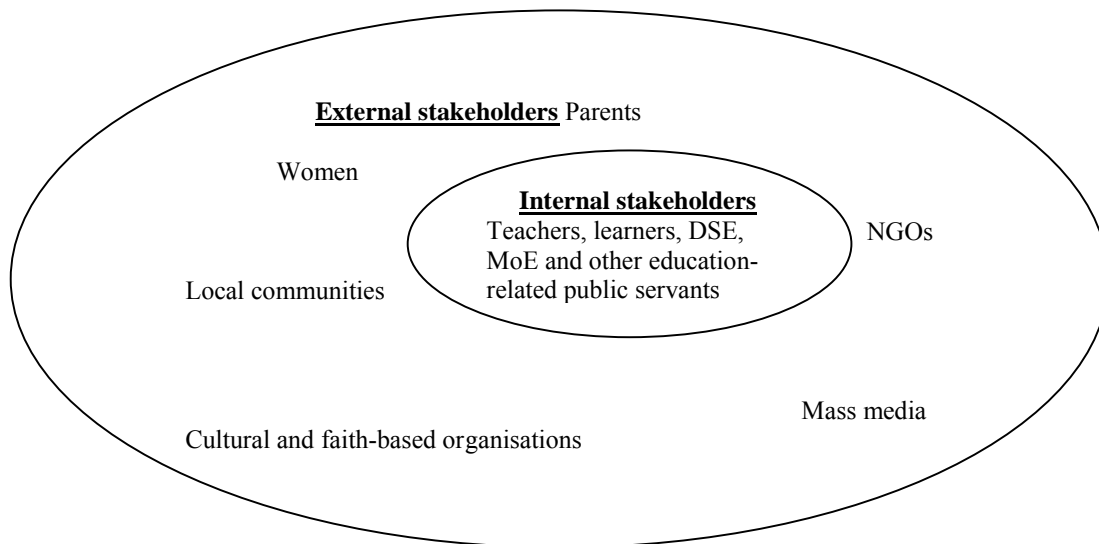 External stakeholders Parents
Women
Internal stakeholders
Teachers, learners, DSE,
MoE and other education-
related public servants
NGOs
Local communities
Mass media
Cultural and faith-based organisations